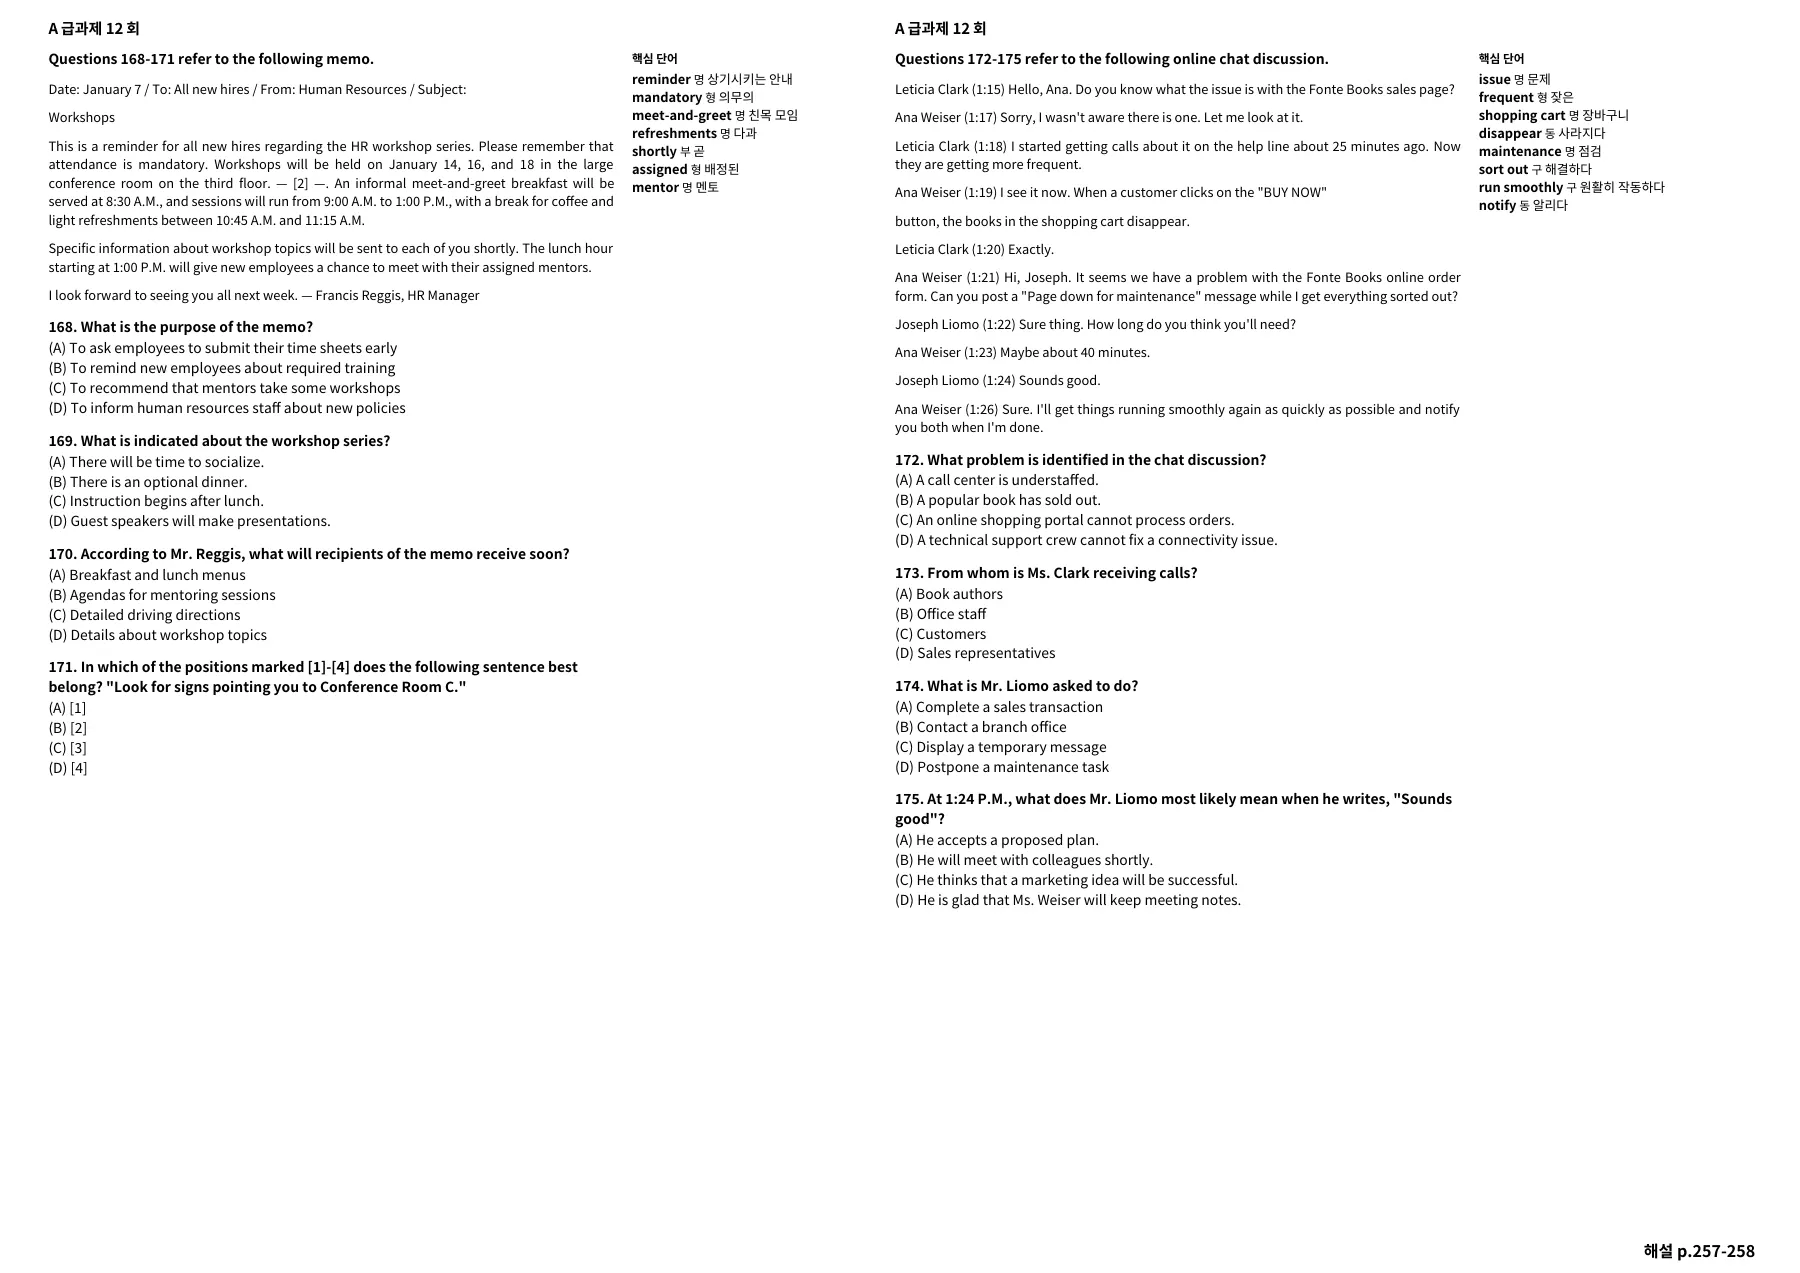 A 급과제 12 회
Questions 168-171 refer to the following memo.
Date: January 7 / To: All new hires / From: Human Resources / Subject:
Workshops
This is a reminder for all new hires regarding the HR workshop series. Please remember that
attendance is mandatory. Workshops will be held on January 14, 16, and 18 in the large
conference room on the third floor. — [2] —. An informal meet-and-greet breakfast will be
served at 8:30 A.M., and sessions will run from 9:00 A.M. to 1:00 P.M., with a break for coffee and
light refreshments between 10:45 A.M. and 11:15 A.M.
Specific information about workshop topics will be sent to each of you shortly. The lunch hour
starting at 1:00 P.M. will give new employees a chance to meet with their assigned mentors.
I look forward to seeing you all next week. — Francis Reggis, HR Manager
168. What is the purpose of the memo?
(A) To ask employees to submit their time sheets early
(B) To remind new employees about required training
(C) To recommend that mentors take some workshops
(D) To inform human resources staff about new policies
169. What is indicated about the workshop series?
(A) There will be time to socialize.
(B) There is an optional dinner.
(C) Instruction begins after lunch.
(D) Guest speakers will make presentations.
170. According to Mr. Reggis, what will recipients of the memo receive soon?
(A) Breakfast and lunch menus
(B) Agendas for mentoring sessions
(C) Detailed driving directions
(D) Details about workshop topics
171. In which of the positions marked [1]-[4] does the following sentence best
belong? "Look for signs pointing you to Conference Room C."
(A) [1]
(B) [2]
(C) [3]
(D) [4]
핵심 단어
reminder 명 상기시키는 안내
mandatory 형 의무의
meet-and-greet 명 친목 모임
refreshments 명 다과
shortly 부 곧
assigned 형 배정된
mentor 명 멘토
A 급과제 12 회
Questions 172-175 refer to the following online chat discussion.
Leticia Clark (1:15) Hello, Ana. Do you know what the issue is with the Fonte Books sales page?
Ana Weiser (1:17) Sorry, I wasn't aware there is one. Let me look at it.
Leticia Clark (1:18) I started getting calls about it on the help line about 25 minutes ago. Now
they are getting more frequent.
Ana Weiser (1:19) I see it now. When a customer clicks on the "BUY NOW"
button, the books in the shopping cart disappear.
Leticia Clark (1:20) Exactly.
Ana Weiser (1:21) Hi, Joseph. It seems we have a problem with the Fonte Books online order
form. Can you post a "Page down for maintenance" message while I get everything sorted out?
Joseph Liomo (1:22) Sure thing. How long do you think you'll need?
Ana Weiser (1:23) Maybe about 40 minutes.
Joseph Liomo (1:24) Sounds good.
Ana Weiser (1:26) Sure. I'll get things running smoothly again as quickly as possible and notify
you both when I'm done.
172. What problem is identified in the chat discussion?
(A) A call center is understaffed.
(B) A popular book has sold out.
(C) An online shopping portal cannot process orders.
(D) A technical support crew cannot fix a connectivity issue.
173. From whom is Ms. Clark receiving calls?
(A) Book authors
(B) Office staff
(C) Customers
(D) Sales representatives
174. What is Mr. Liomo asked to do?
(A) Complete a sales transaction
(B) Contact a branch office
(C) Display a temporary message
(D) Postpone a maintenance task
175. At 1:24 P.M., what does Mr. Liomo most likely mean when he writes, "Sounds
good"?
(A) He accepts a proposed plan.
(B) He will meet with colleagues shortly.
(C) He thinks that a marketing idea will be successful.
(D) He is glad that Ms. Weiser will keep meeting notes.
핵심 단어
issue 명 문제
frequent 형 잦은
shopping cart 명 장바구니
disappear 동 사라지다
maintenance 명 점검
sort out 구 해결하다
run smoothly 구 원활히 작동하다
notify 동 알리다
해설 p.257-258